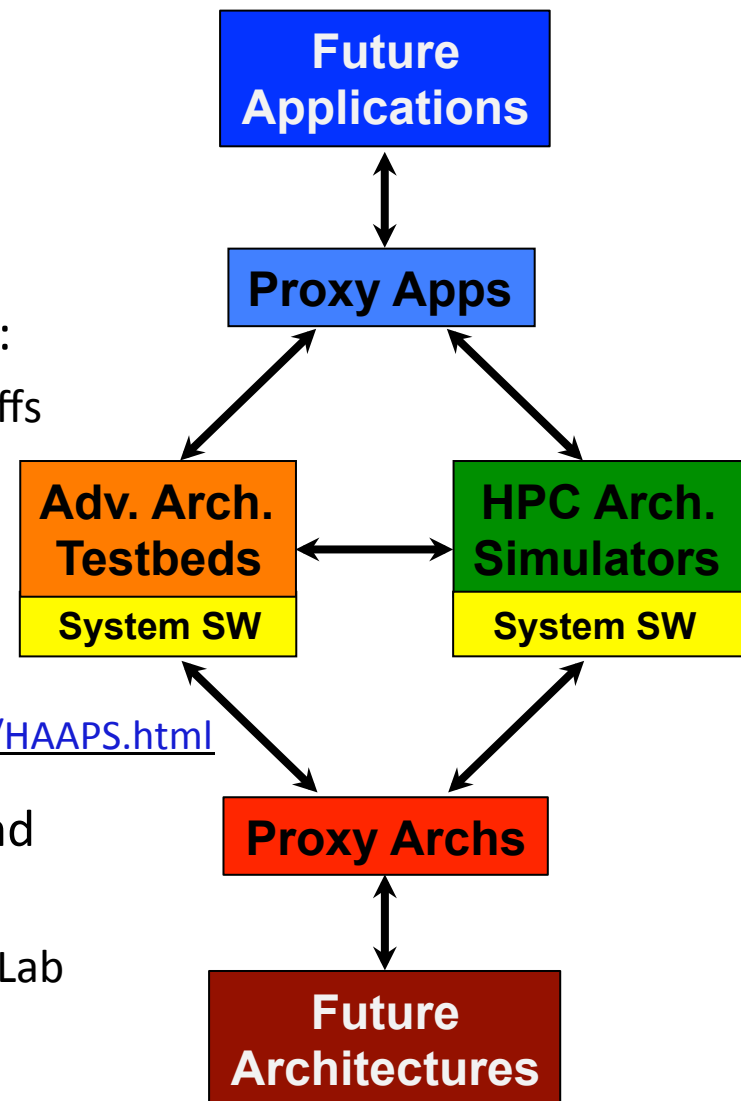 Future
Applications
Proxy Apps
:
ffs
Adv. Arch.
Testbeds
System SW
HPC Arch.
Simulators
System SW
/HAAPS.html
nd
Proxy Archs
Lab
Future
Architectures